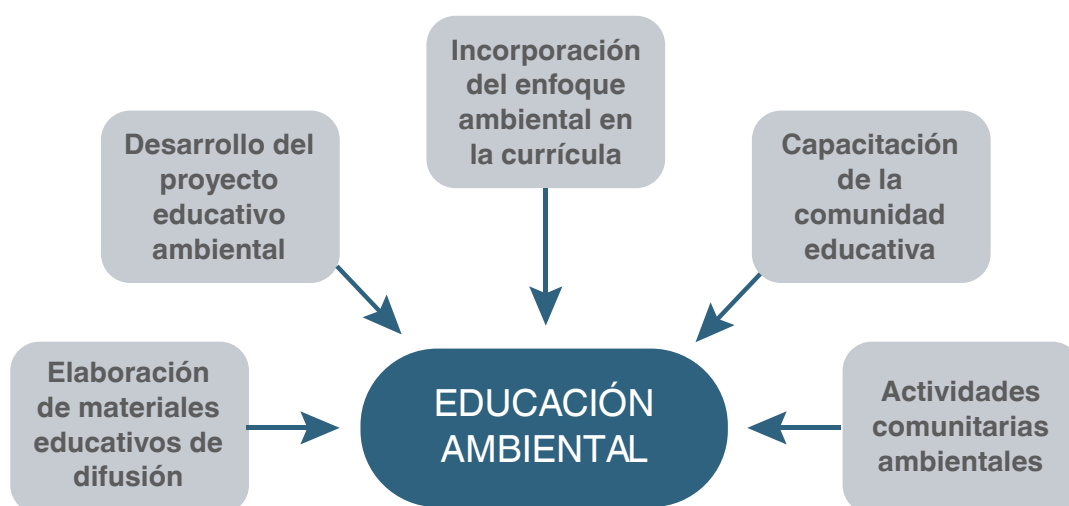 Incorporación
del enfoque
ambiental en
la currícula
Desarrollo del
proyecto
educativo
ambiental
Capacitación
de la
comunidad
educativa
Elaboración
de materiales
educativos de
difusión
EDUCACIÓN
AMBIENTAL
Actividades
comunitarias
ambientales